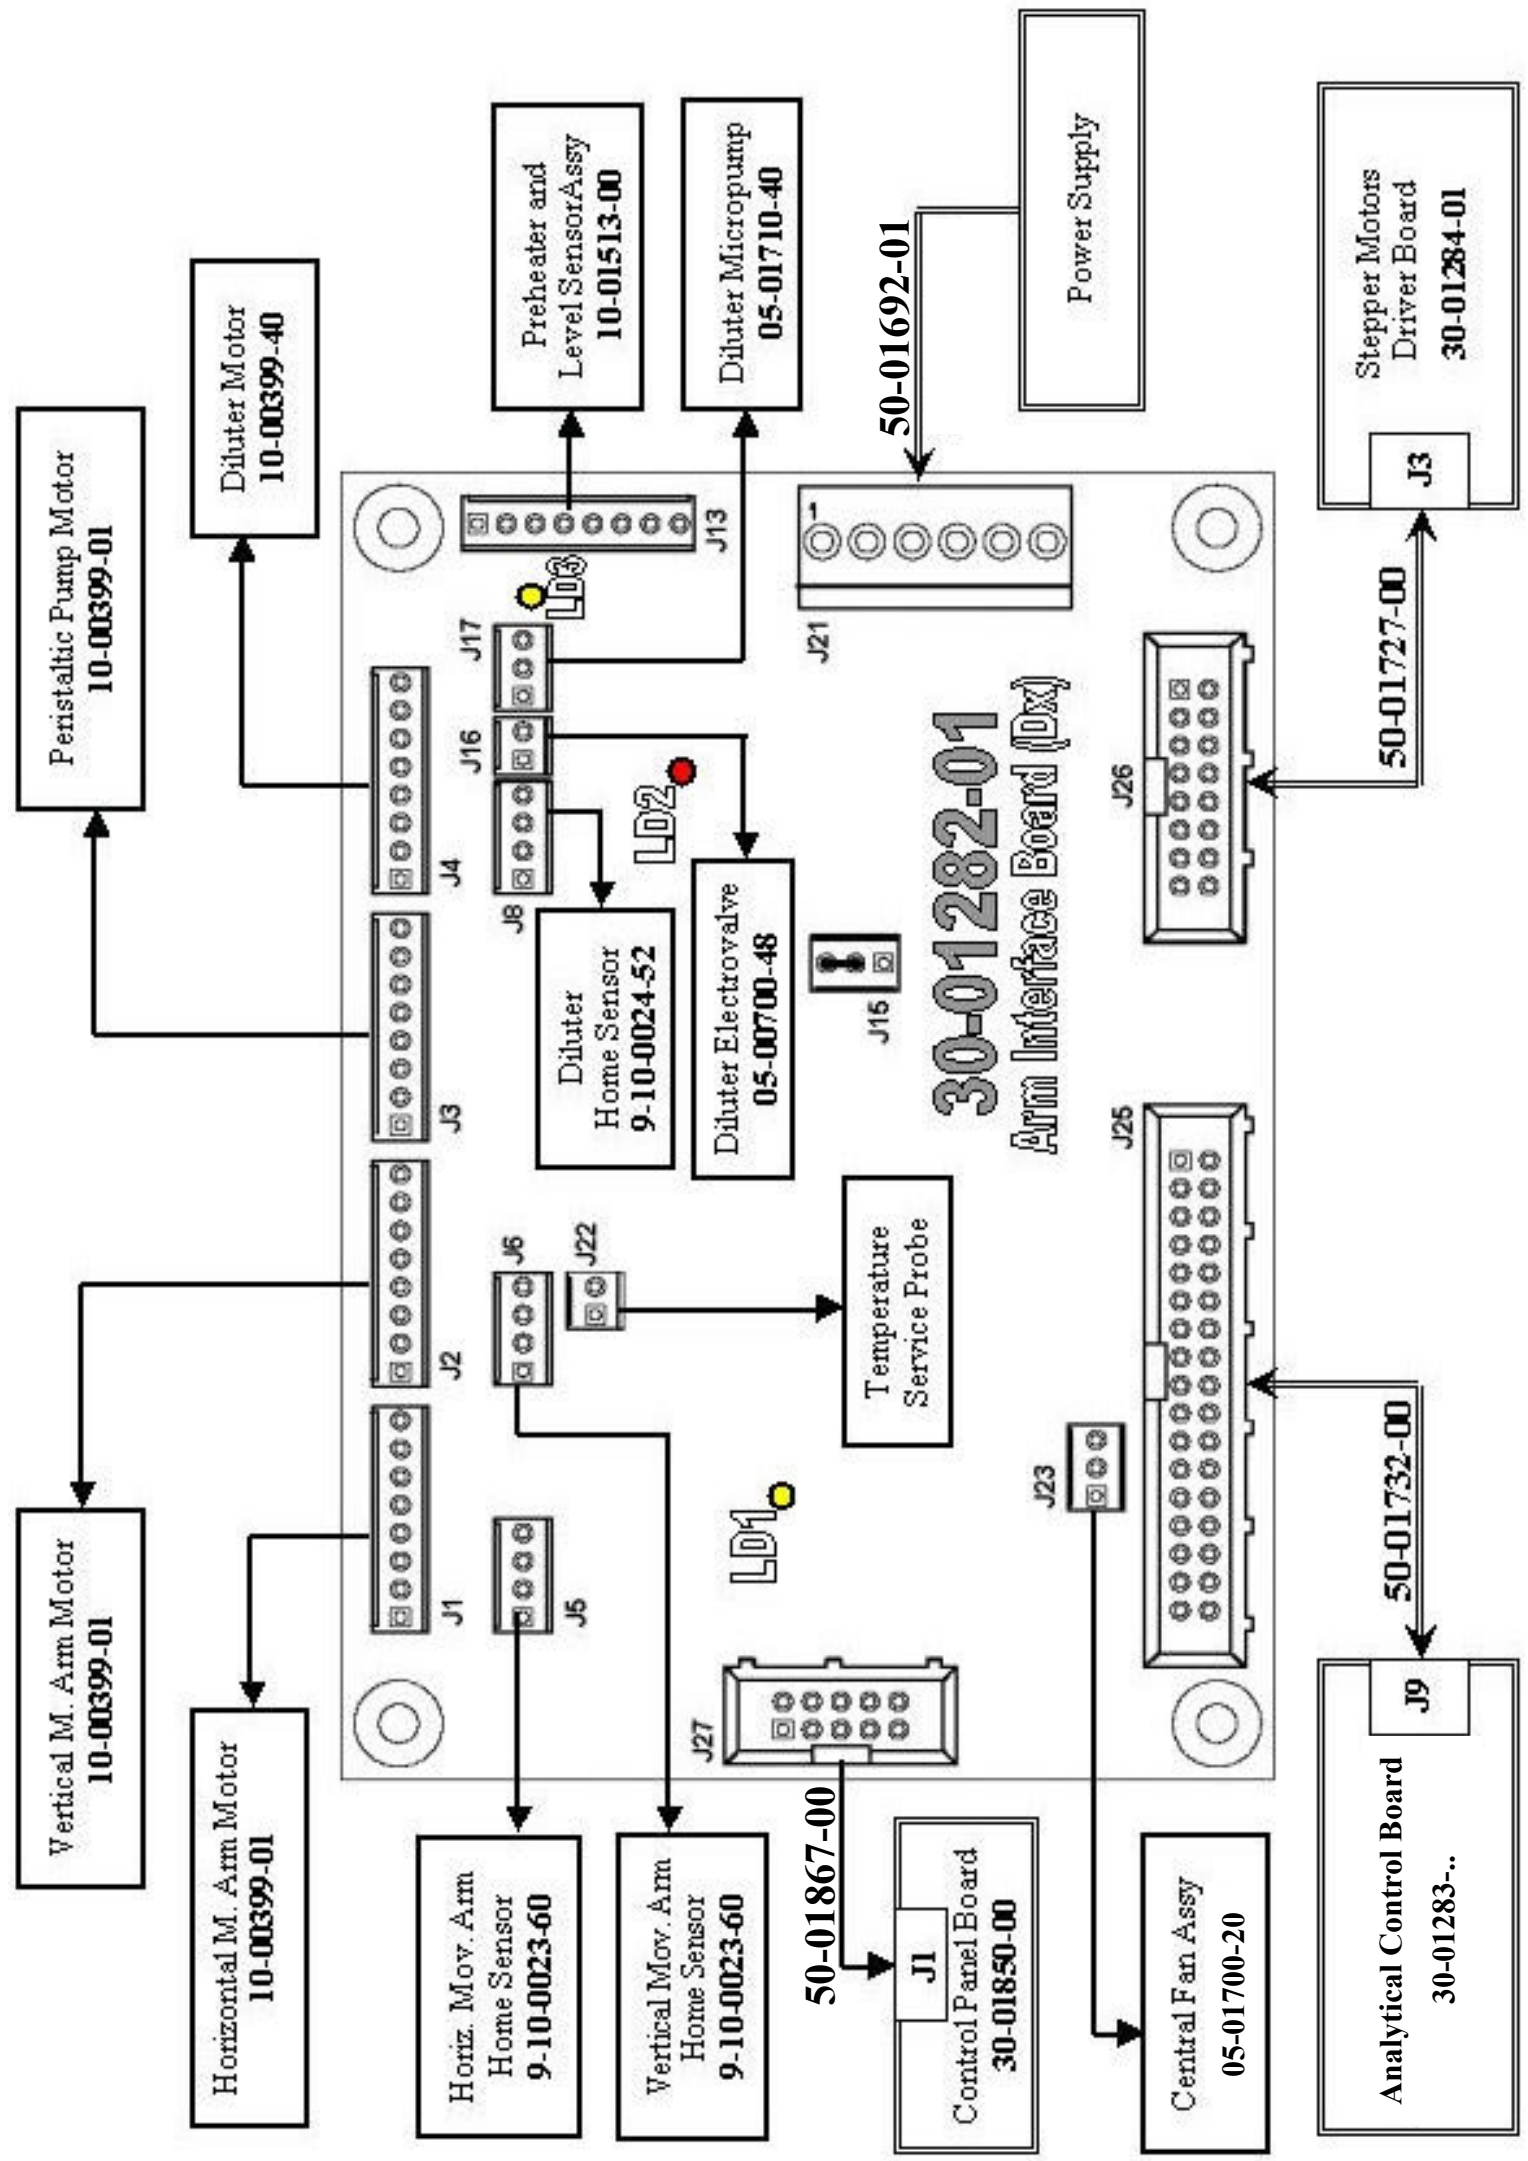 Peristaltic Pump Motor
10-00399-01
Diluter Motor
10-00399-40
Vertical M. Arm Motor
10-00399-01
Horizontal M. Arm Motor
10-00399-01
Preheater and
Level Sensor Assy
10-01513-00
Diluter Micropump
05-01710-40
J1
J2
J3
J4
J5
J6
J22
J8
J16
J17
LD3
J13
Horiz. Mov. Arm
Home Sensor
9-10-0023-60
Vertical Mov. Arm
Home Sensor
9-10-0023-60
Diluter
Home Sensor
9-10-0024-52
LD2
Diluter Electrovalve
05-00700-48
LD1
J27
Temperature
Service Probe
J15
J21
1
50-01692-01
Power Supply
50-01867-00
J1
Control Panel Board
30-01850-00
30-01282-01
Arm Interface Board (Dx)
J23
J25
J26
Central Fan Assy
05-01700-20
50-01732-00
50-01727-00
Analytical Control Board
30-01283-..
J9
J3
Stepper Motors
Driver Board
30-01284-01